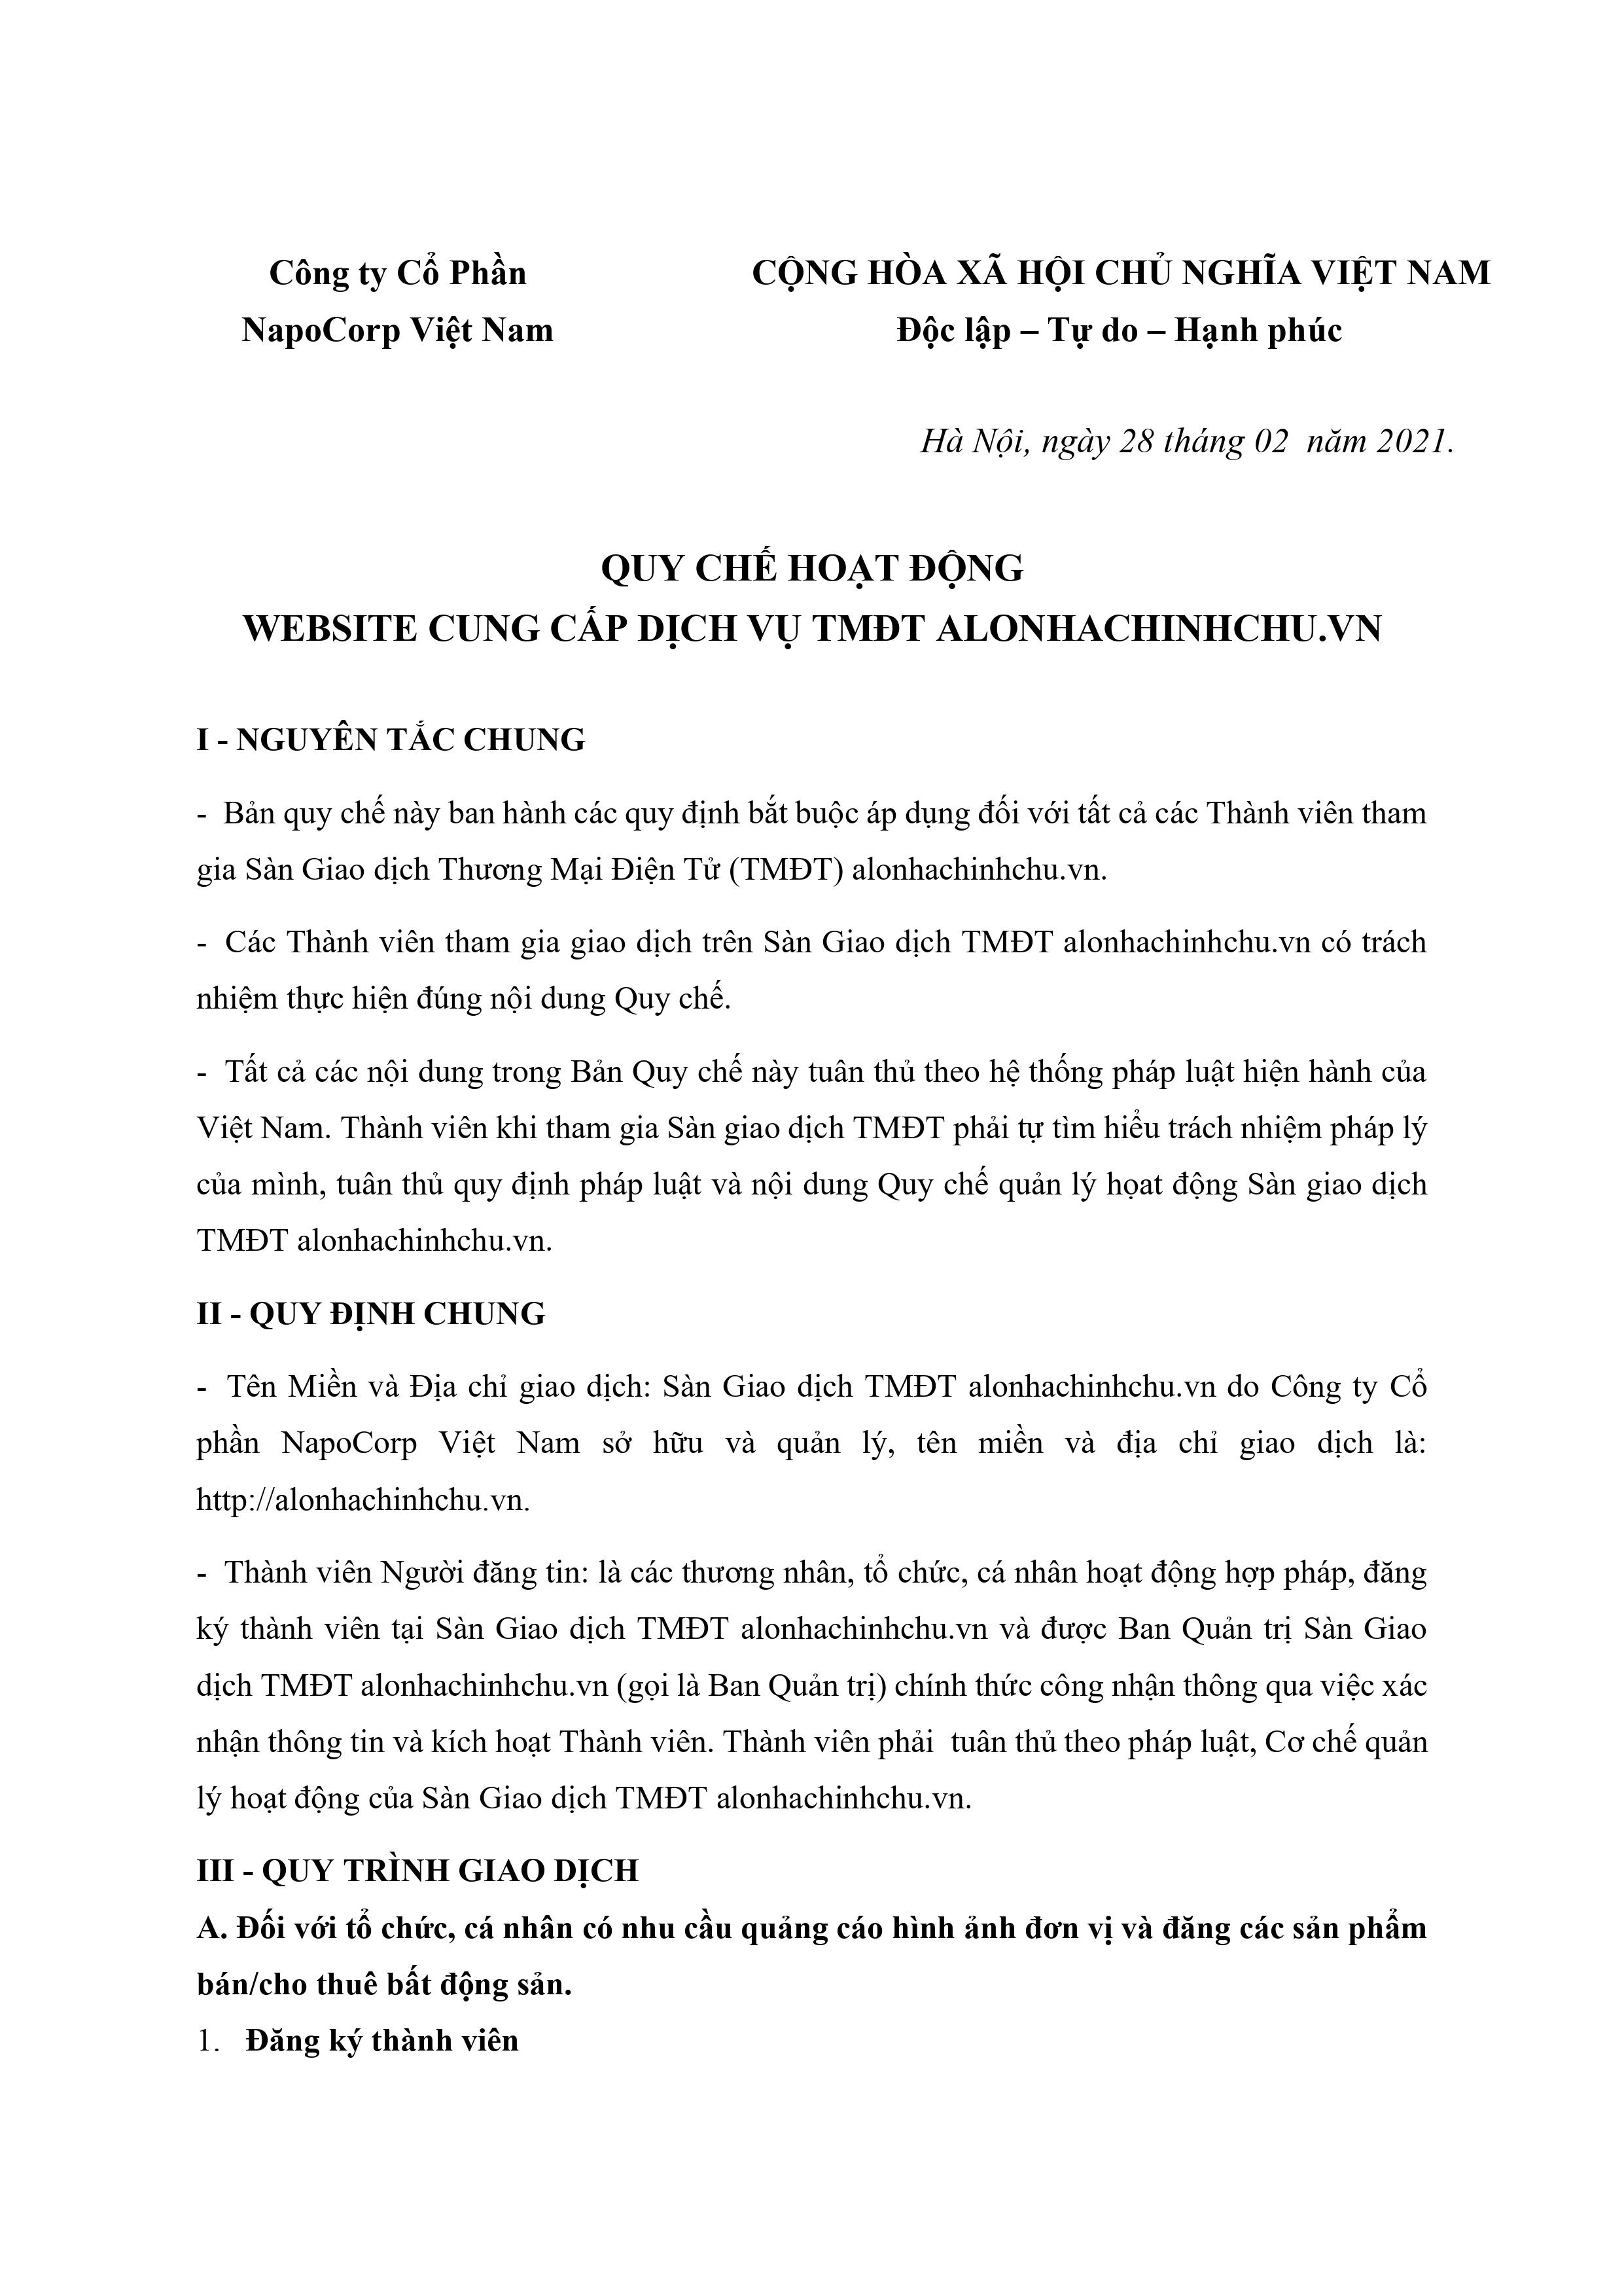 Công ty Cổ Phần
NapoCorp Việt Nam
CỘNG HÒA XÃ HỘI CHỦ NGHĨA VIỆT NAM
Độc lập – Tự do – Hạnh phúc
Hà Nội, ngày 28 tháng 02 năm 2021.
QUY CHẾ HOẠT ĐỘNG
WEBSITE CUNG CẤP DỊCH VỤ TMĐT ALONHACHINHCHU.VN
I - NGUYÊN TẮC CHUNG
- Bản quy chế này ban hành các quy định bắt buộc áp dụng đối với tất cả các Thành viên tham
gia Sàn Giao dịch Thương Mại Điện Tử (TMĐT) alonhachinhchu.vn.
- Các Thành viên tham gia giao dịch trên Sàn Giao dịch TMĐT alonhachinhchu.vn có trách
nhiệm thực hiện đúng nội dung Quy chế.
- Tất cả các nội dung trong Bản Quy chế này tuân thủ theo hệ thống pháp luật hiện hành của
Việt Nam. Thành viên khi tham gia Sàn giao dịch TMĐT phải tự tìm hiểu trách nhiệm pháp lý
của mình, tuân thủ quy định pháp luật và nội dung Quy chế quản lý họat động Sàn giao dịch
TMĐT alonhachinhchu.vn.
II - QUY ĐỊNH CHUNG
- Tên Miền và Địa chỉ giao dịch: Sàn Giao dịch TMĐT alonhachinhchu.vn do Công ty Cổ
phần NapoCorp Việt Nam sở hữu và quản lý, tên miền và địa chỉ giao dịch là:
http://alonhachinhchu.vn.
- Thành viên Người đăng tin: là các thương nhân, tổ chức, cá nhân hoạt động hợp pháp, đăng
ký thành viên tại Sàn Giao dịch TMĐT alonhachinhchu.vn và được Ban Quản trị Sàn Giao
dịch TMĐT alonhachinhchu.vn (gọi là Ban Quản trị) chính thức công nhận thông qua việc xác
nhận thông tin và kích hoạt Thành viên. Thành viên phải tuân thủ theo pháp luật, Cơ chế quản
lý hoạt động của Sàn Giao dịch TMĐT alonhachinhchu.vn.
III - QUY TRÌNH GIAO DỊCH
A. Đối với tổ chức, cá nhân có nhu cầu quảng cáo hình ảnh đơn vị và đăng các sản phẩm
bán/cho thuê bất động sản.
1. Đăng ký thành viên